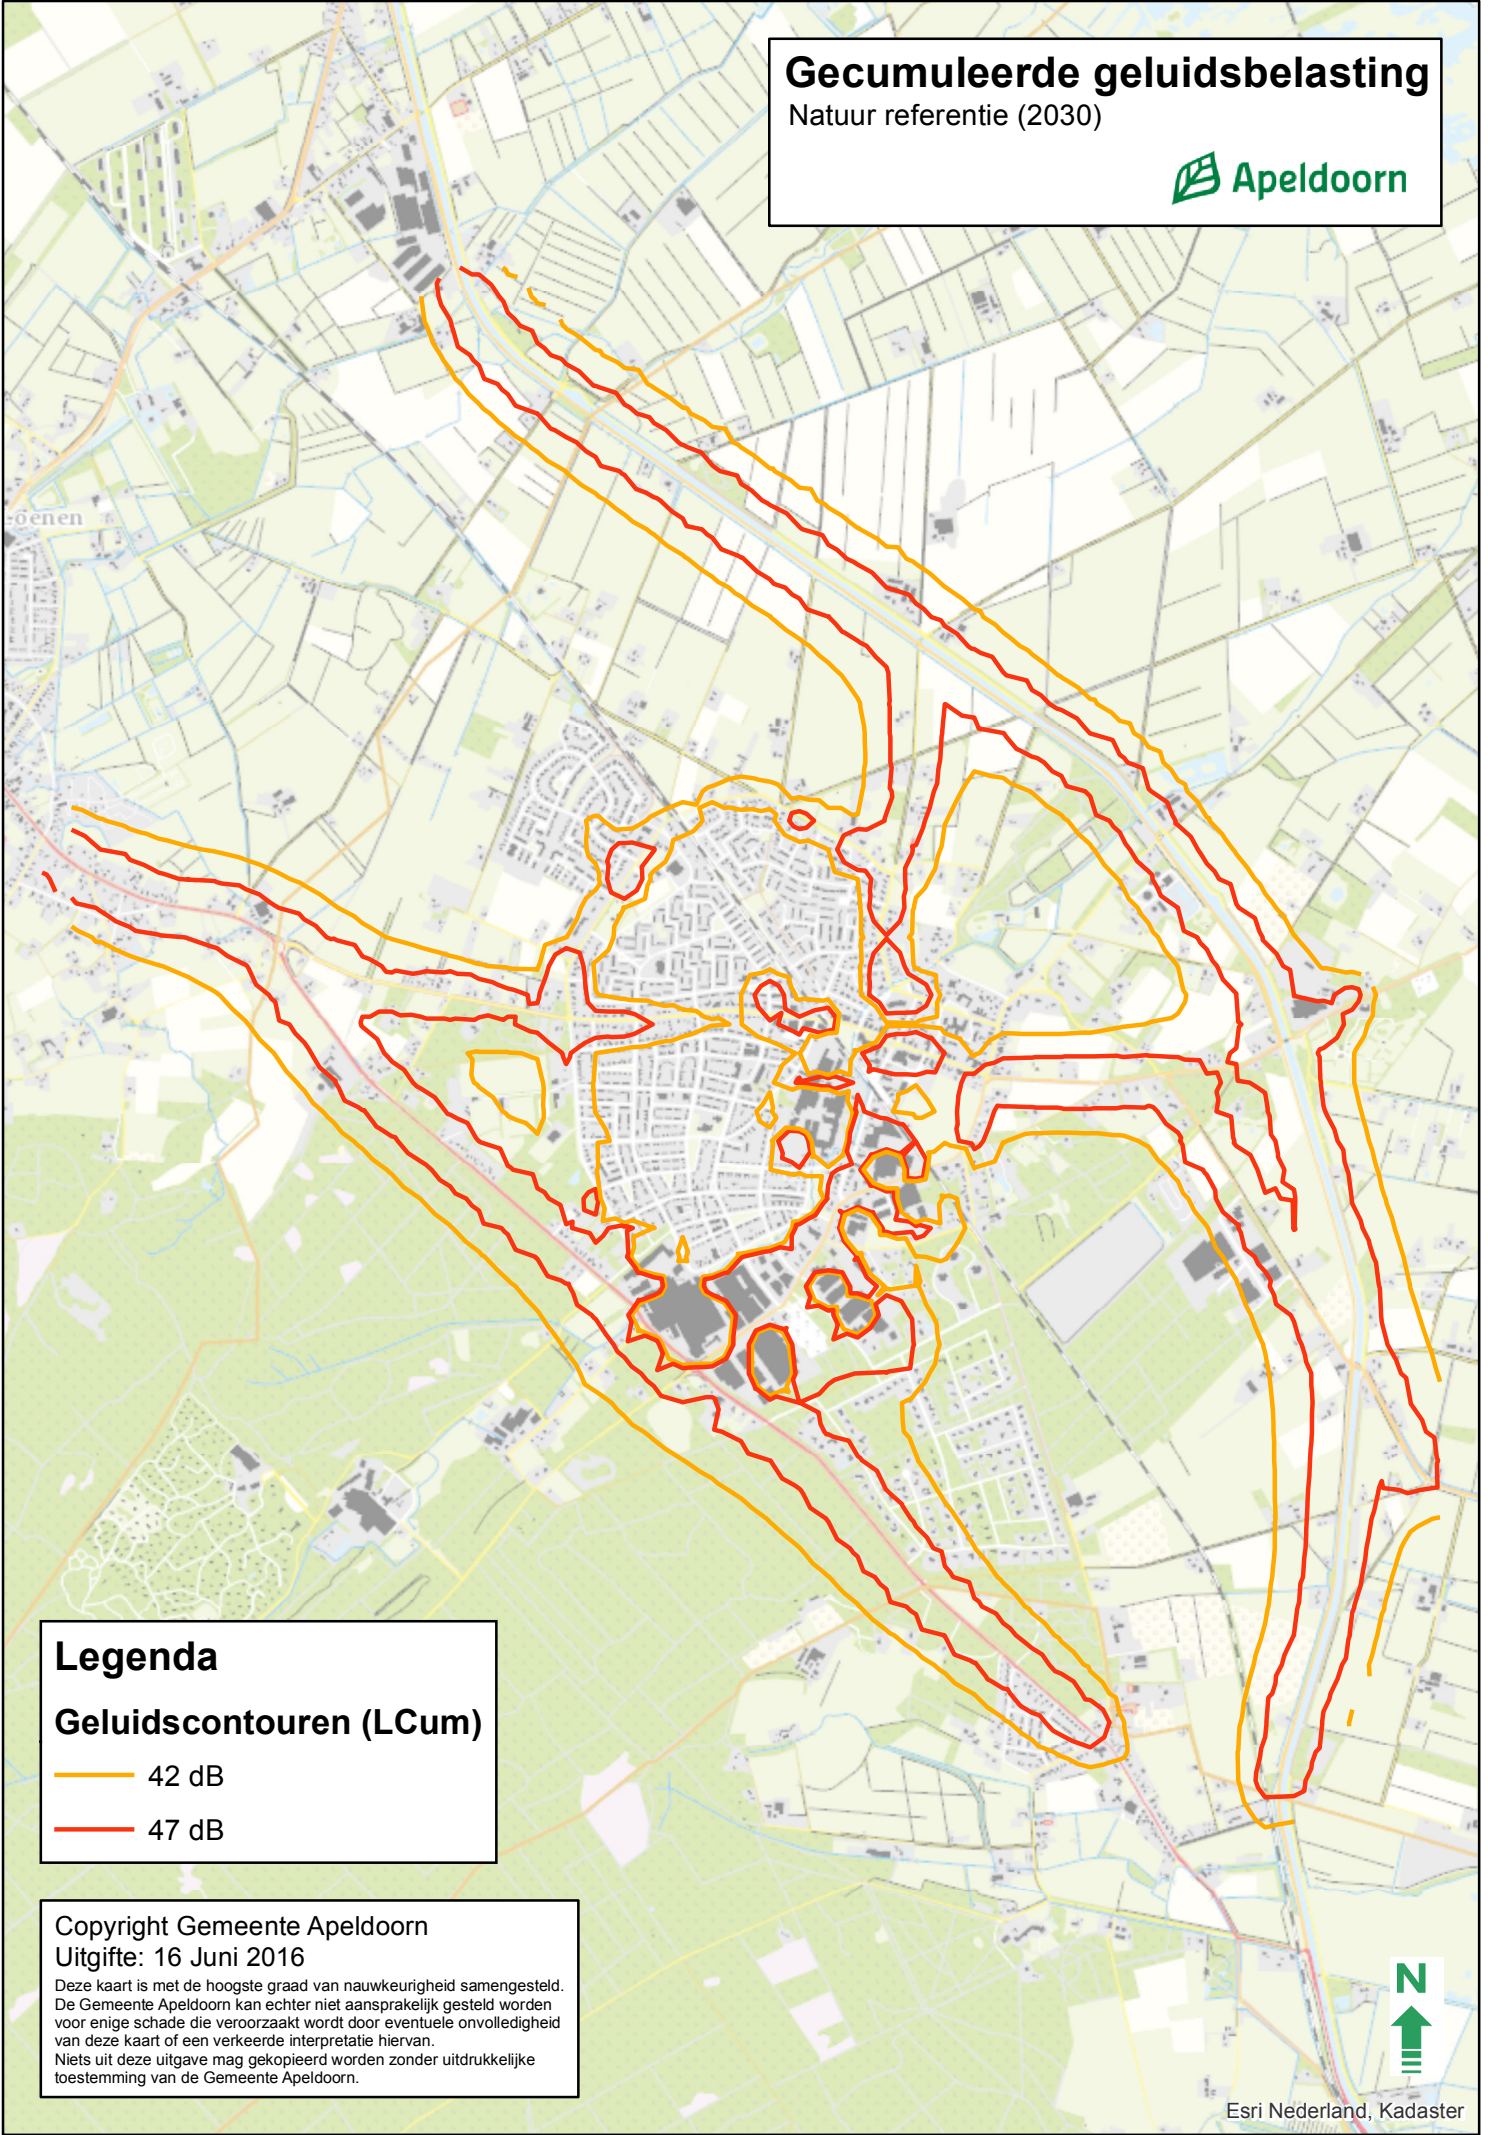 Gecumuleerde geluidsbelasting
Natuur referentie (2030)
Apeldoorn
oenen
Legenda
Geluidscontouren (LCum)
42 dB
47 dB
Copyright Gemeente Apeldoorn
Uitgifte: 16 Juni 2016
Deze kaart is met de hoogste graad van nauwkeurigheid samengesteld.
De Gemeente Apeldoorn kan echter niet aansprakelijk gesteld worden
voor enige schade die veroorzaakt wordt door eventuele onvolledigheid
van deze kaart of een verkeerde interpretatie hiervan.
Niets uit deze uitgave mag gekopieerd worden zonder uitdrukkelijke
toestemming van de Gemeente Apeldoorn.
N
Esri Nederland, Kadaster